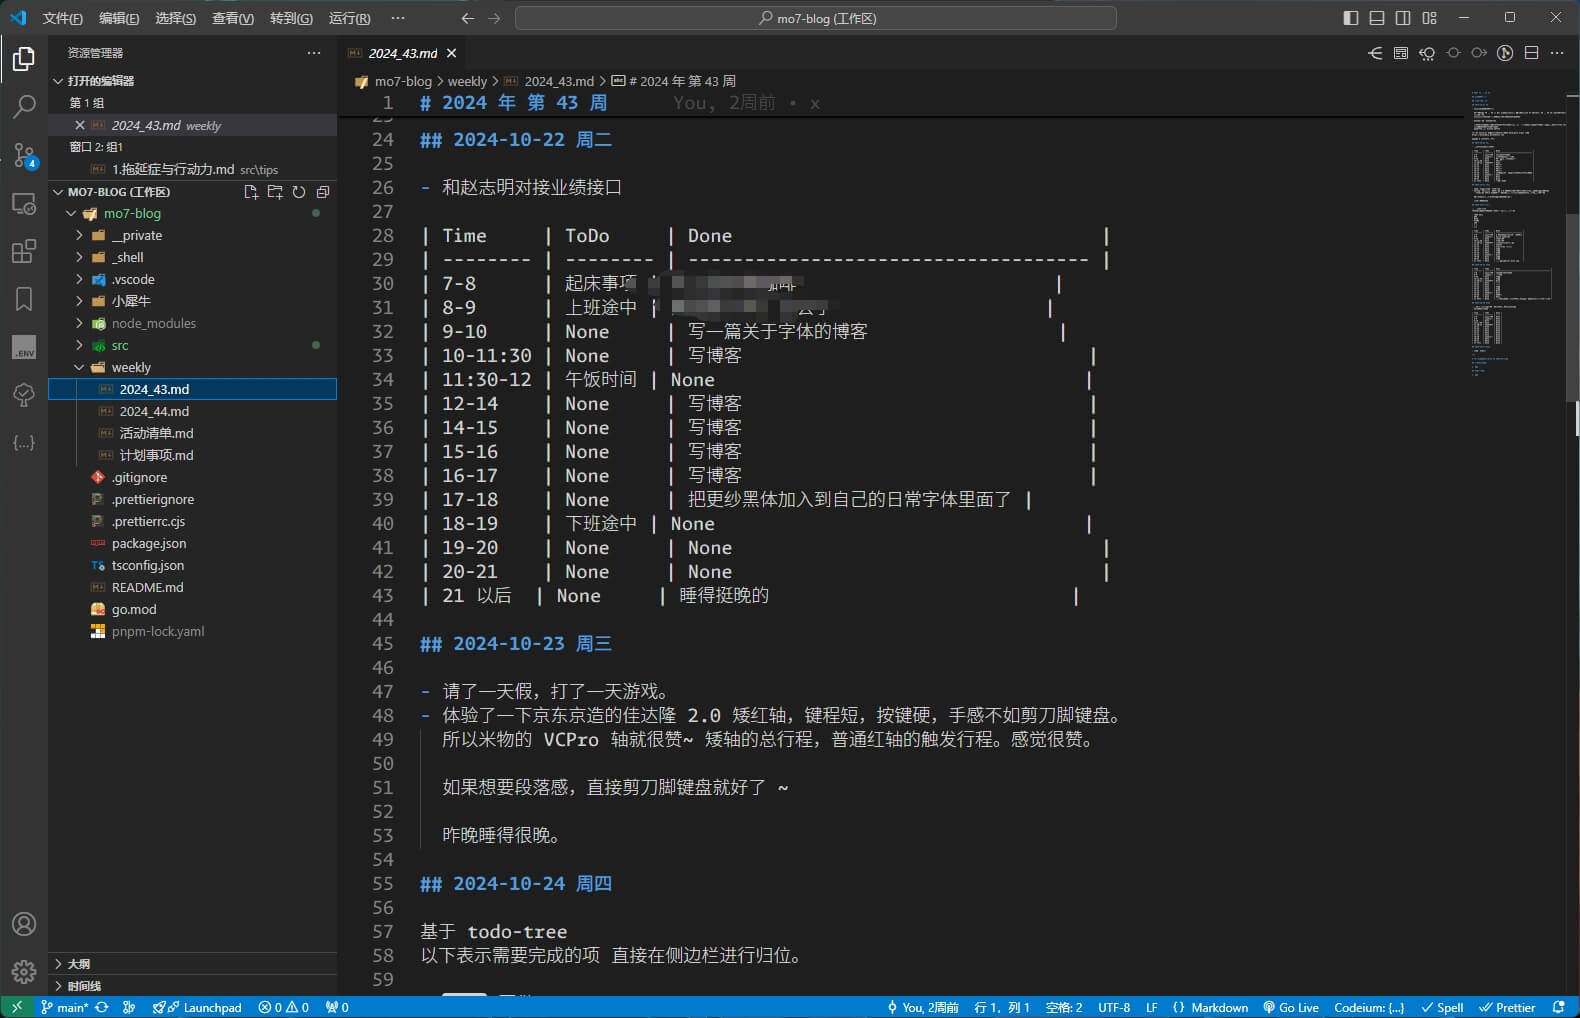 文件(F) 编辑(E) 选择(S) 查看(V) 转到(G) 运行(R) ··· mo7-blog (工作区)
资源管理器 ···
打开的编辑器
第 1 组
2024_43.md weekly
窗口 2: 组1
1.拖延症与行动力.md src\tips
MO7-BLOG (工作区)
mo7-blog
__private
_shell
.vscode
小犀牛
node_modules
src
weekly
2024_43.md
2024_44.md
活动清单.md
计划事项.md
.gitignore
.prettierignore
.prettierrc.cjs
package.json
tsconfig.json
README.md
go.mod
pnpm-lock.yaml
大纲
时间线
4
.ENV
{...}
2024_43.md
mo7-blog > weekly > 2024_43.md > # 2024 年 第 43 周
1 # 2024 年 第 43 周 You, 2周前 • x
23
24 ## 2024-10-22 周二
25
26 - 和赵志明对接业绩接口
27
28 | Time | ToDo | Done |
29 | -------- | -------- | ------------------------------------ |
30 | 7-8 | 起床事项 | 咖啡 |
31 | 8-9 | 上班途中 | |
32 | 9-10 | None | 写一篇关于字体的博客 |
33 | 10-11:30 | None | 写博客 |
34 | 11:30-12 | 午饭时间 | None |
35 | 12-14 | None | 写博客 |
36 | 14-15 | None | 写博客 |
37 | 15-16 | None | 写博客 |
38 | 16-17 | None | 写博客 |
39 | 17-18 | None | 把更纱黑体加入到自己的日常字体里面了 |
40 | 18-19 | 下班途中 | None |
41 | 19-20 | None | None |
42 | 20-21 | None | None |
43 | 21 以后 | None | 睡得挺晚的 |
44
45 ## 2024-10-23 周三
46
47 - 请了一天假，打了一天游戏。
48 - 体验了一下京东京造的佳达隆 2.0 矮红轴，键程短，按键硬，手感不如剪刀脚键盘。
49 所以米物的 VCPro 轴就很赞~ 矮轴的总行程，普通红轴的触发行程。感觉很赞。
50
51 如果想要段落感，直接剪刀脚键盘就好了 ~
52
53 昨晚睡得很晚。
54
55 ## 2024-10-24 周四
56
57 基于 todo-tree
58 以下表示需要完成的项 直接在侧边栏进行归位。
59
main* Launchpad 0 0 0 You, 2周前 行 1，列 1 空格: 2 UTF-8 LF {} Markdown Go Live Codeium: {...} Spell Prettier